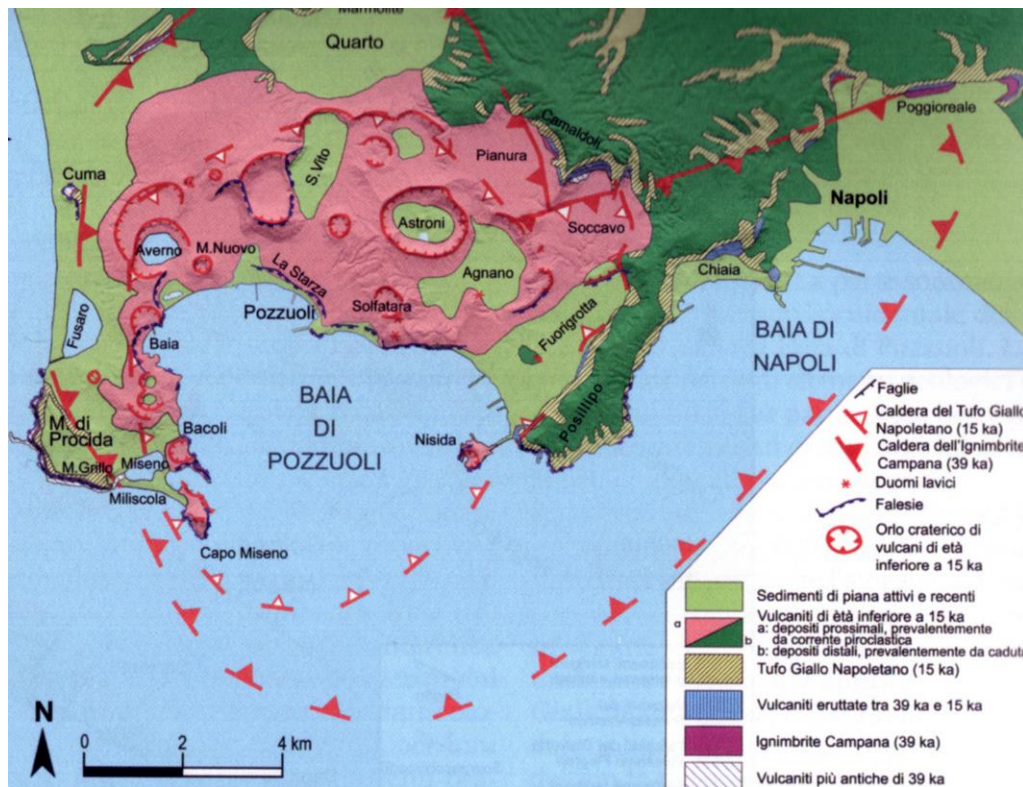 Marmolite
Quarto
Poggioreale
Camaldoli
Pianura
S. Vito
Cuma
Napoli
Astroni
Soccavo
Averno
M.Nuovo
La Starza
Agnano
Chiaia
Solfatara
Pozzuoli
Fusaro
Fuorigrotta
Baia
BAIA DI
NAPOLI
BAIA
DI
POZZUOLI
Posillipo
M. di
Procida
Bacoli
Nisida
M.Grillo
Miseno
Miliscola
Capo Miseno
Faglie
Caldera del Tufo Giallo
Napoletano (15 ka)
Caldera dell'Ignimbrite
Campana (39 ka)
Duomi lavici
Falesie
Orlo craterico di
vulcani di età
inferiore a 15 ka
Sedimenti di piana attivi e recenti
Vulcaniti di ètà inferiore a 15 ka
a
a: depositi prossimali, prevalentemente
da corrente piroclastica
b
b: depositi distali, prevalentemente da caduta
Tufo Giallo Napoletano (15 ka)
Vulcaniti eruttate tra 39 ka e 15 ka
Ignimbrite Campana (39 ka)
Vulcaniti più antiche di 39 ka
N
0 2 4 km